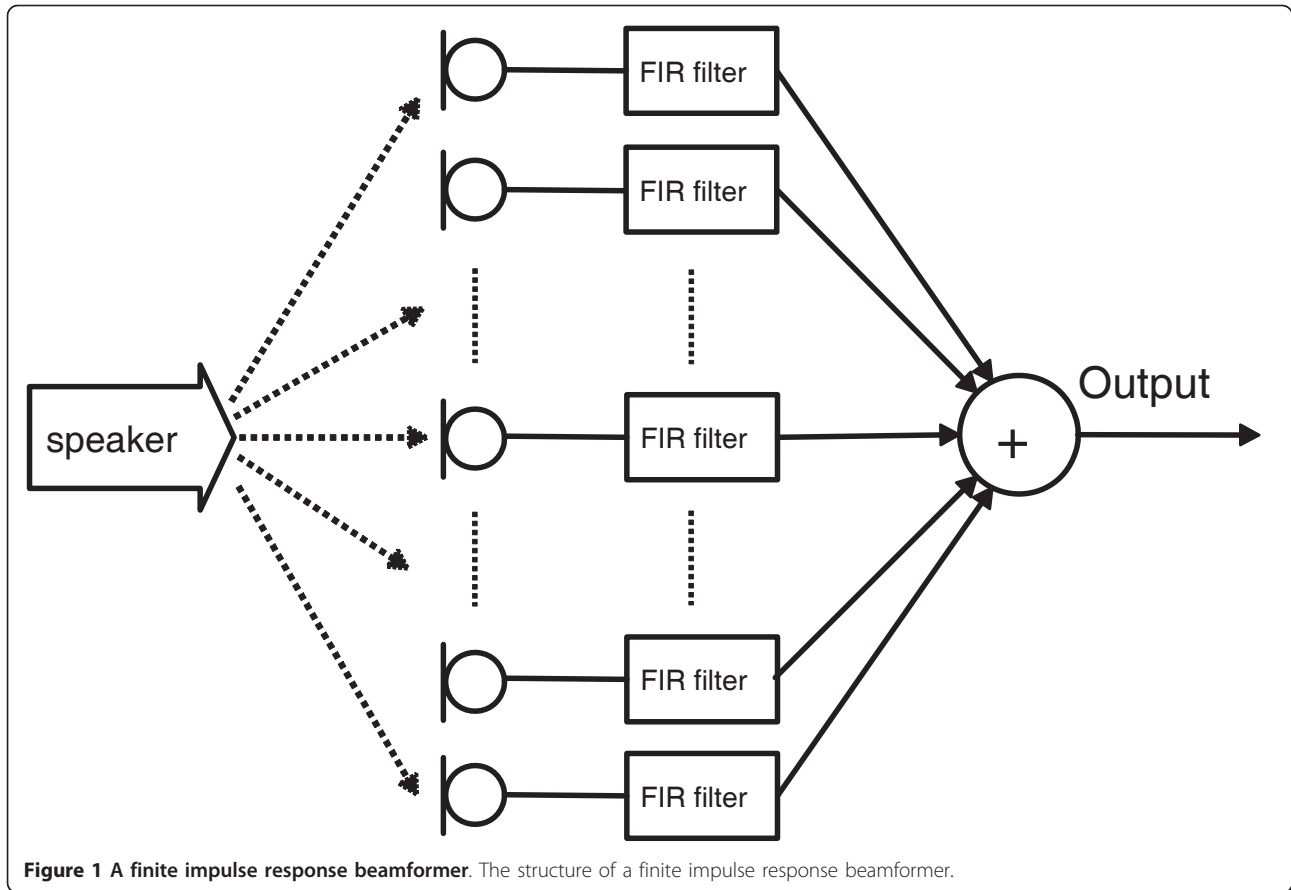 FIR filter
FIR filter
Output
speaker
FIR filter
+
FIR filter
FIR filter
Figure 1 A finite impulse response beamformer. The structure of a finite impulse response beamformer.